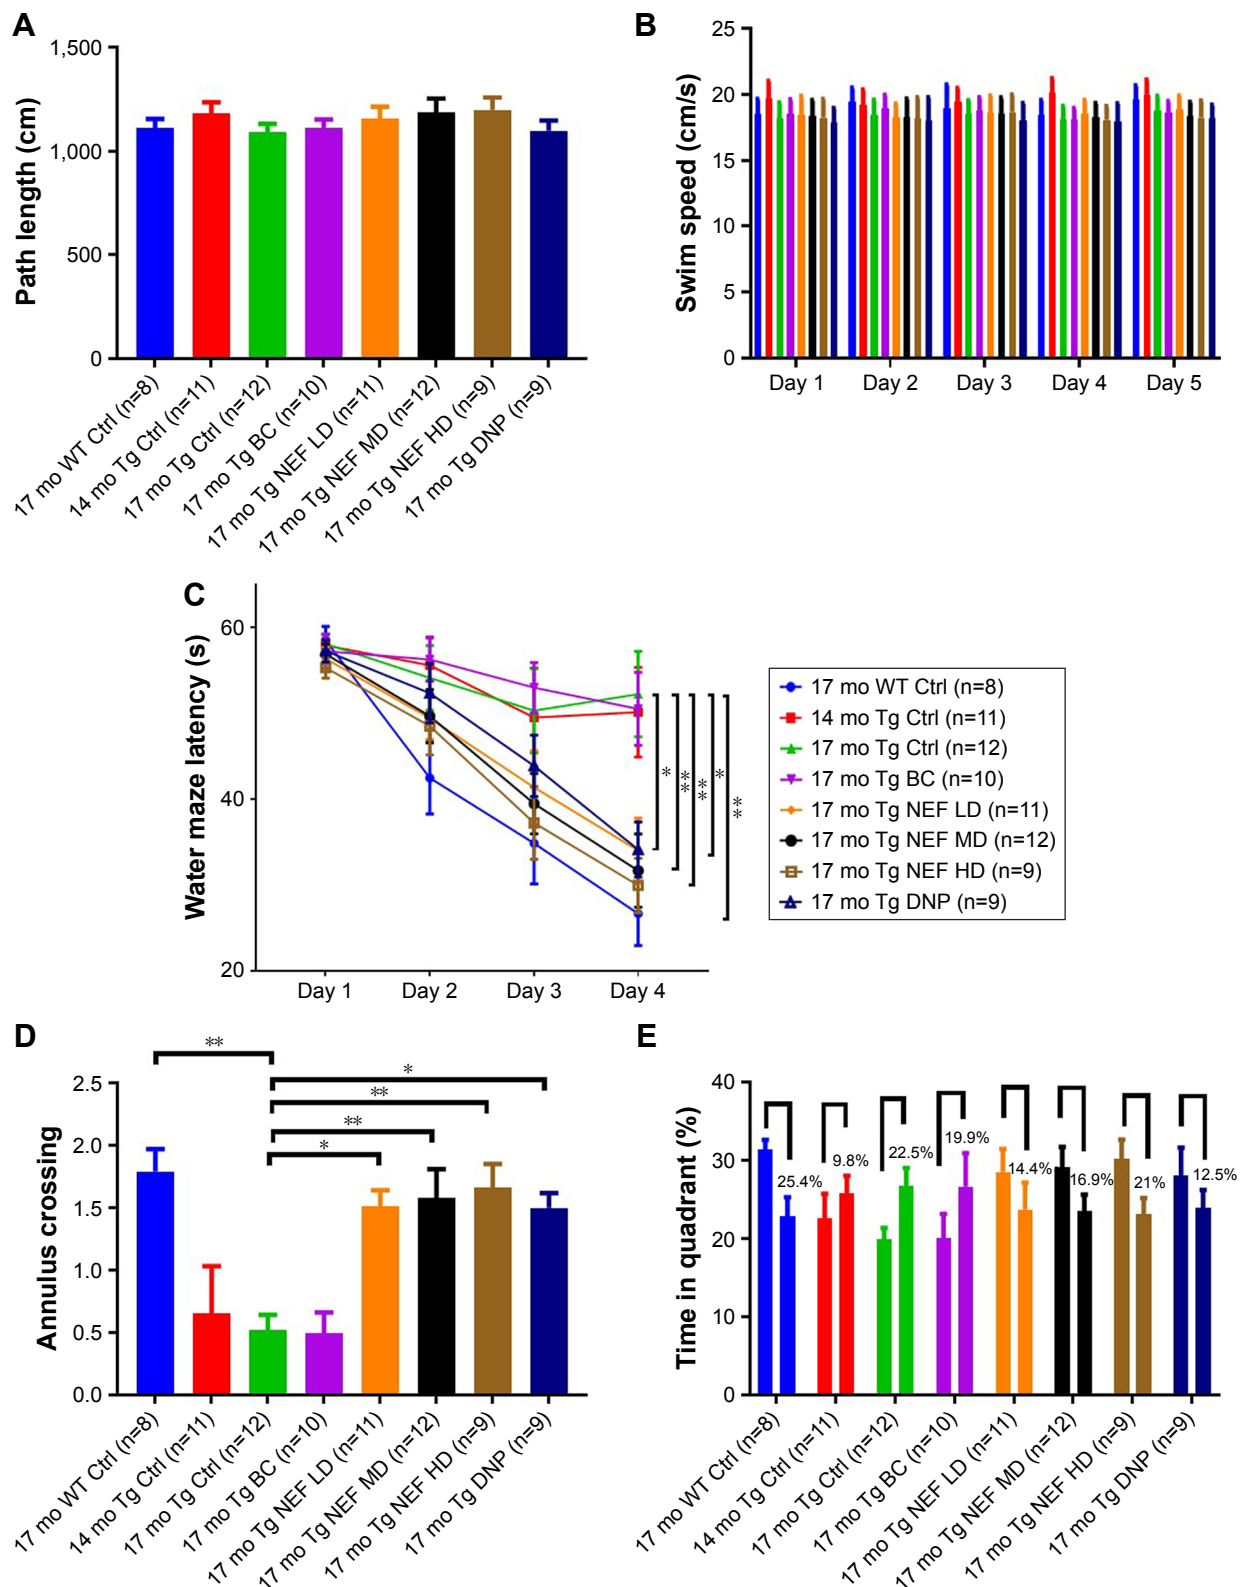 A
Path length (cm)
1,500
1,000
500
0
17 mo WT Ctrl (n=8)
14 mo Tg Ctrl (n=11)
17 mo Tg Ctrl (n=12)
17 mo Tg BC (n=10)
17 mo Tg NEF LD (n=11)
17 mo Tg NEF MD (n=12)
17 mo Tg NEF HD (n=9)
17 mo Tg DNP (n=9)
B
Swim speed (cm/s)
25
20
15
10
5
0
Day 1 Day 2 Day 3 Day 4 Day 5
C
Water maze latency (s)
60
40
20
Day 1 Day 2 Day 3 Day 4
* ** ** * **
17 mo WT Ctrl (n=8)
14 mo Tg Ctrl (n=11)
17 mo Tg Ctrl (n=12)
17 mo Tg BC (n=10)
17 mo Tg NEF LD (n=11)
17 mo Tg NEF MD (n=12)
17 mo Tg NEF HD (n=9)
17 mo Tg DNP (n=9)
D
Annulus crossing
2.5
2.0
1.5
1.0
0.5
0.0
**
*
**
**
*
17 mo WT Ctrl (n=8)
14 mo Tg Ctrl (n=11)
17 mo Tg Ctrl (n=12)
17 mo Tg BC (n=10)
17 mo Tg NEF LD (n=11)
17 mo Tg NEF MD (n=12)
17 mo Tg NEF HD (n=9)
17 mo Tg DNP (n=9)
E
Time in quadrant (%)
40
30
20
10
0
25.4% 9.8% 22.5% 19.9% 14.4% 16.9% 21% 12.5%
17 mo WT Ctrl (n=8)
14 mo Tg Ctrl (n=11)
17 mo Tg Ctrl (n=12)
17 mo Tg BC (n=10)
17 mo Tg NEF LD (n=11)
17 mo Tg NEF MD (n=12)
17 mo Tg NEF HD (n=9)
17 mo Tg DNP (n=9)